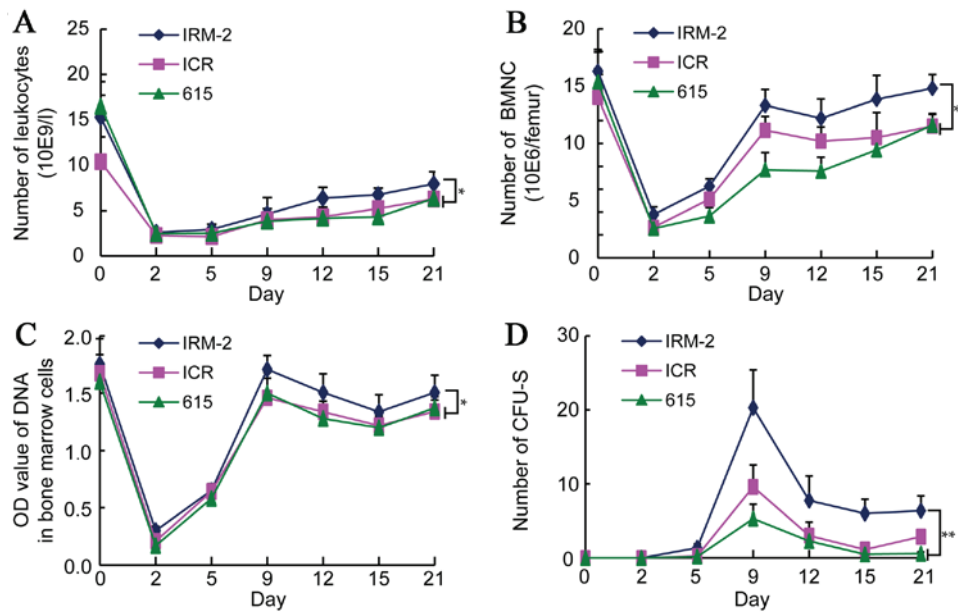 A
Number of leukocytes
(10E9/l)
25
20
15
10
5
0
IRM-2
ICR
615
*
0 2 5 9 12 15 21
Day
B
Number of BMNC
(10E6/femur)
20
15
10
5
0
IRM-2
ICR
615
*
0 2 5 9 12 15 21
Day
C
OD value of DNA
in bone marrow cells
2.0
1.5
1.0
0.5
0.0
IRM-2
ICR
615
*
0 2 5 9 12 15 21
Day
D
Number of CFU-S
30
20
10
0
IRM-2
ICR
615
**
0 2 5 9 12 15 21
Day